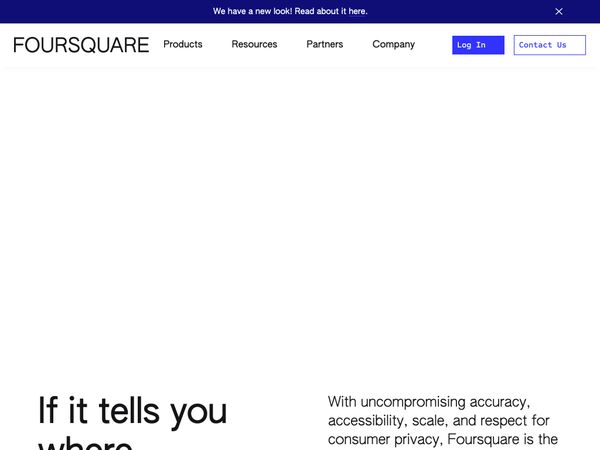 We have a new look! Read about it here.
FOURSQUARE Products Resources Partners Company Log In Contact Us
If it tells you
where
With uncompromising accuracy,
accessibility, scale, and respect for
consumer privacy, Foursquare is the